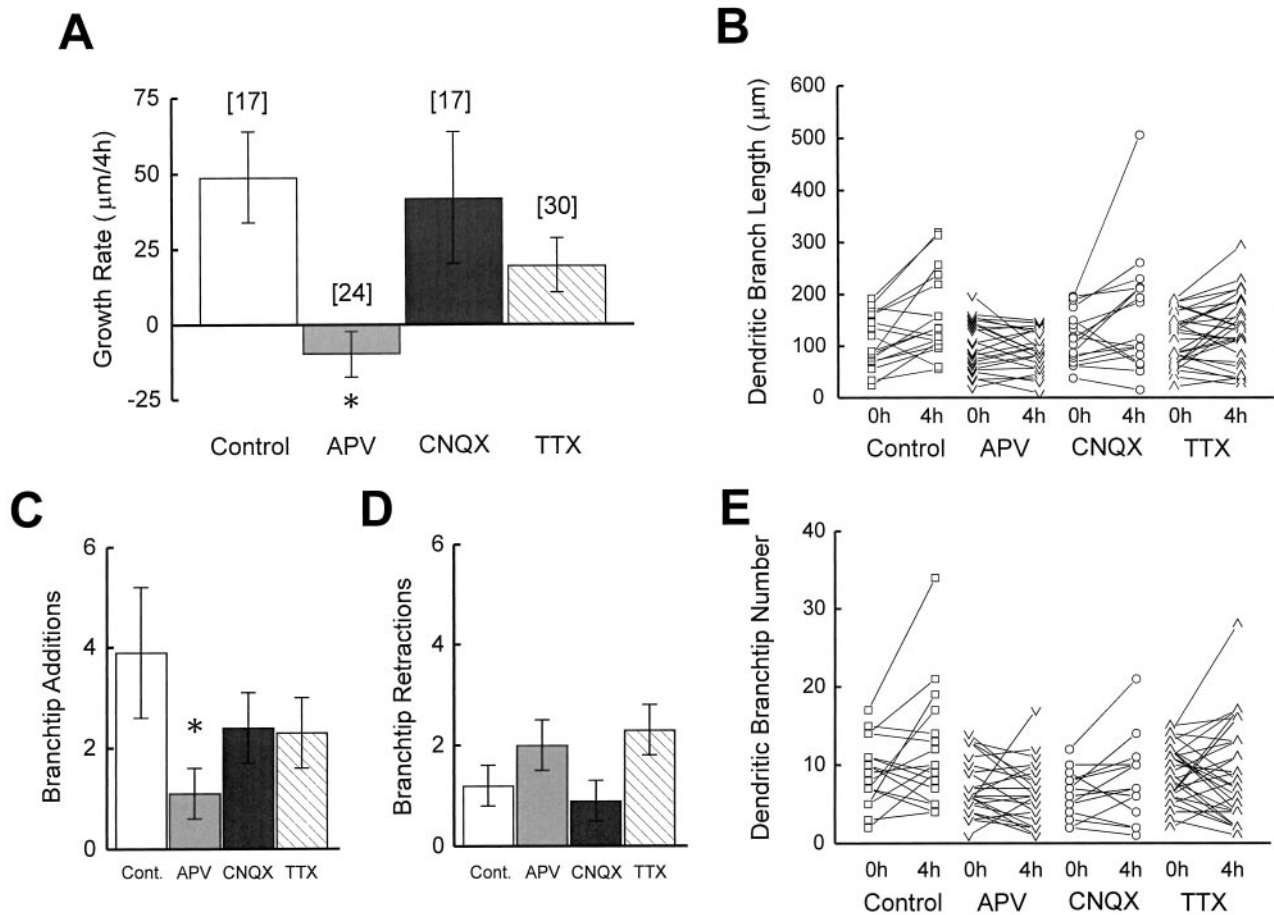 A
Growth Rate ( μm/4h)
75
50
25
0
-25
[17]
[24]
[17]
[30]
*
Control
APV
CNQX
TTX
B
Dendritic Branch Length ( μm)
600
500
400
300
200
100
0
0h 4h 0h 4h 0h 4h 0h 4h
Control APV CNQX TTX
C
Branchtip Additions
6
4
2
0
*
Cont. APV CNQX TTX
D
Branchtip Retractions
6
4
2
0
Cont. APV CNQX TTX
E
Dendritic Branchtip Number
40
30
20
10
0
0h 4h 0h 4h 0h 4h 0h 4h
Control APV CNQX TTX